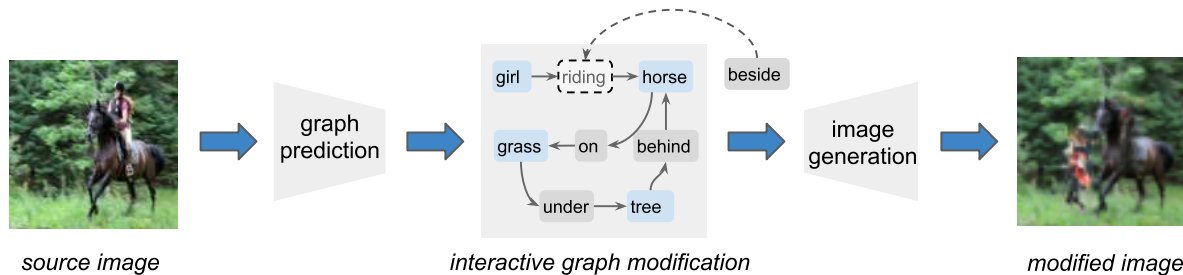 girl
riding
horse
beside
graph
prediction
grass
on
behind
image
generation
under
tree
source image
interactive graph modification
modified image